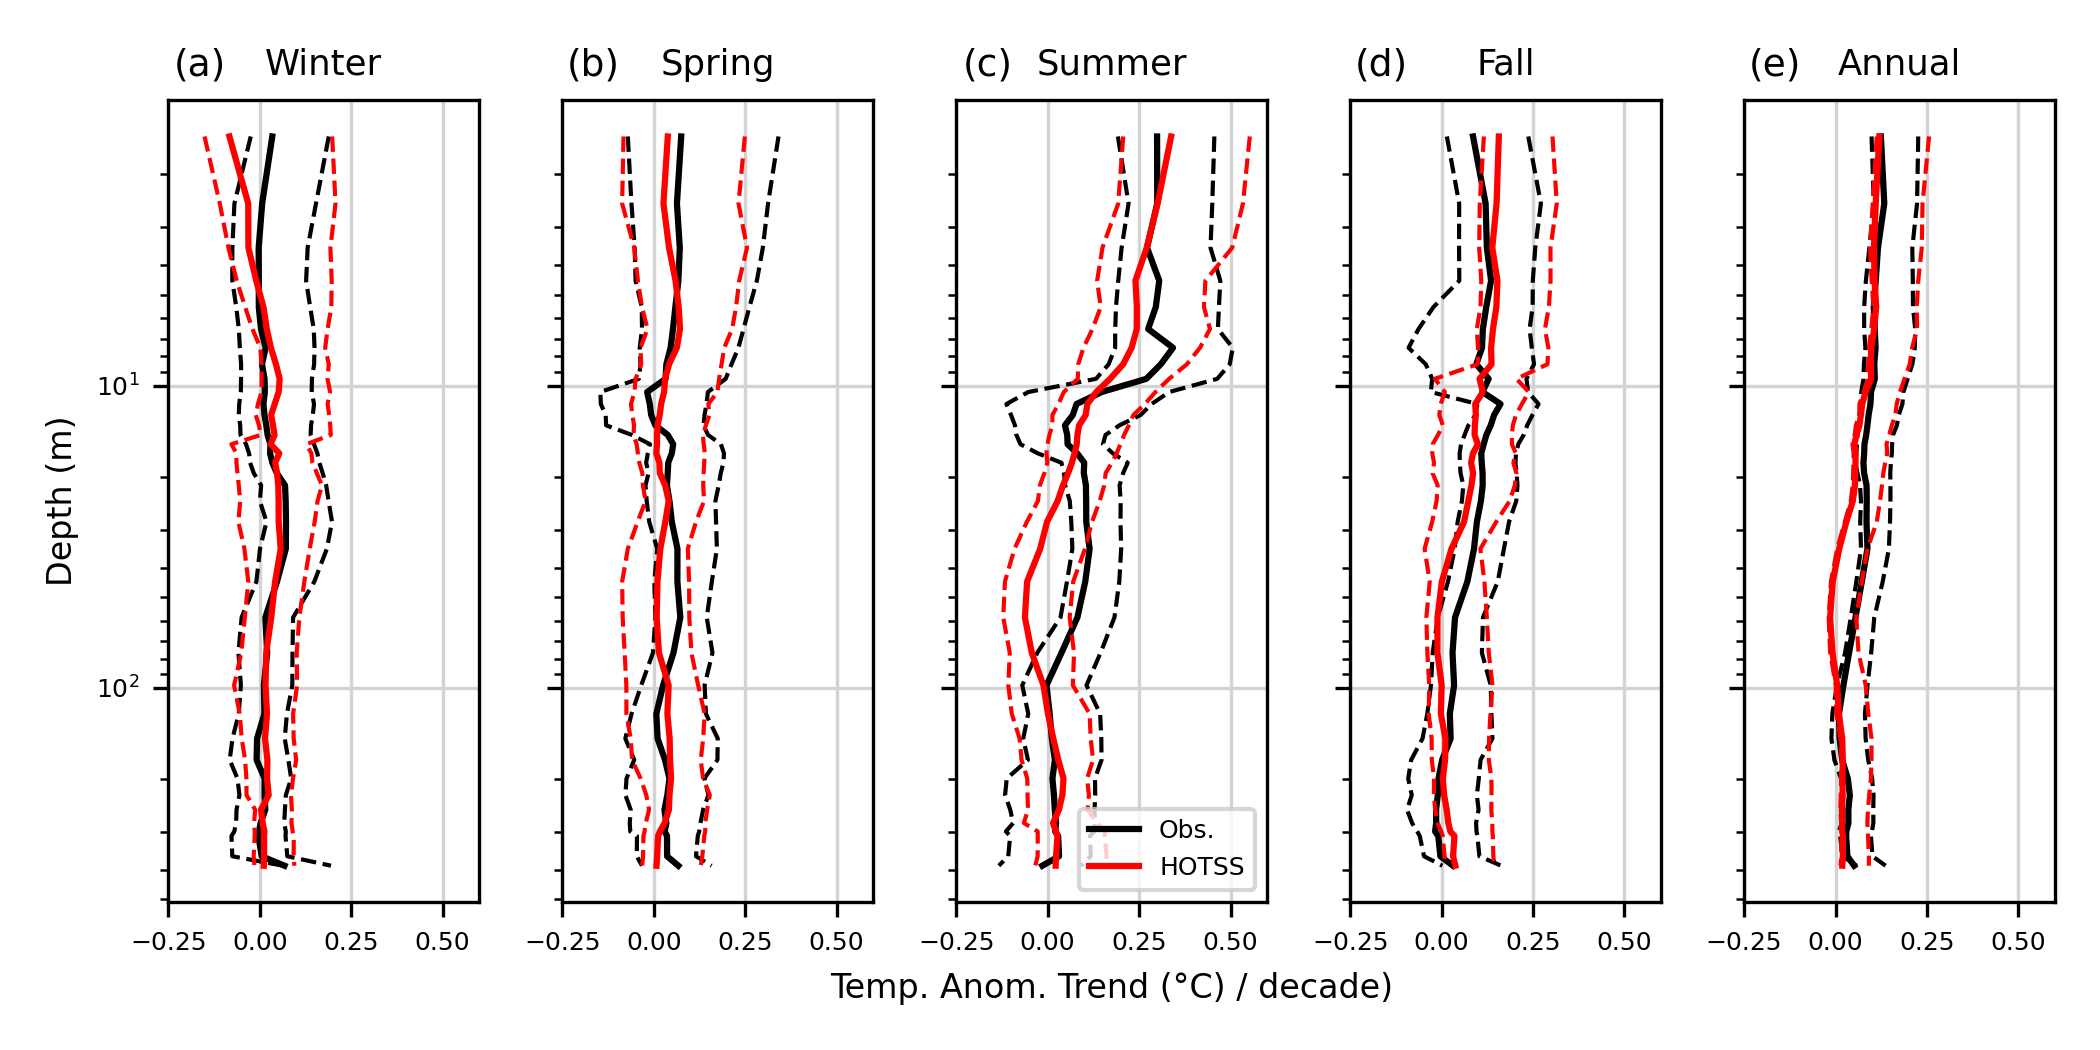 (a) Winter
(b) Spring
(c) Summer
(d) Fall
(e) Annual
Depth (m)
10¹
10²
−0.25 0.00 0.25 0.50
−0.25 0.00 0.25 0.50
−0.25 0.00 0.25 0.50
−0.25 0.00 0.25 0.50
−0.25 0.00 0.25 0.50
Obs.
HOTSS
Temp. Anom. Trend (°C) / decade)